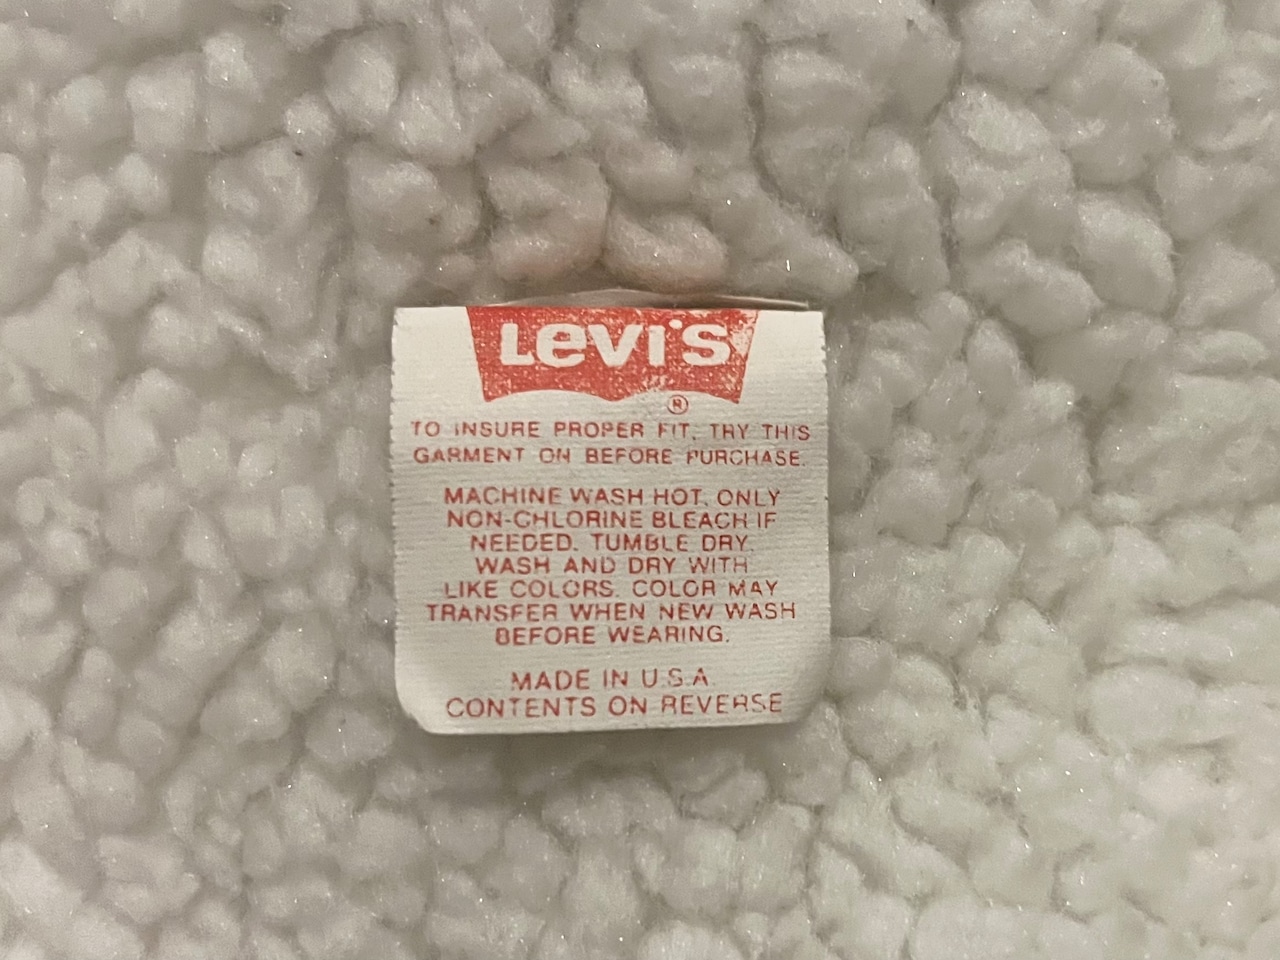 Levi's
®
TO INSURE PROPER FIT, TRY THIS
GARMENT ON BEFORE PURCHASE.
MACHINE WASH HOT, ONLY
NON-CHLORINE BLEACH IF
NEEDED. TUMBLE DRY.
WASH AND DRY WITH
LIKE COLORS. COLOR MAY
TRANSFER WHEN NEW WASH
BEFORE WEARING.
MADE IN U.S.A.
CONTENTS ON REVERSE